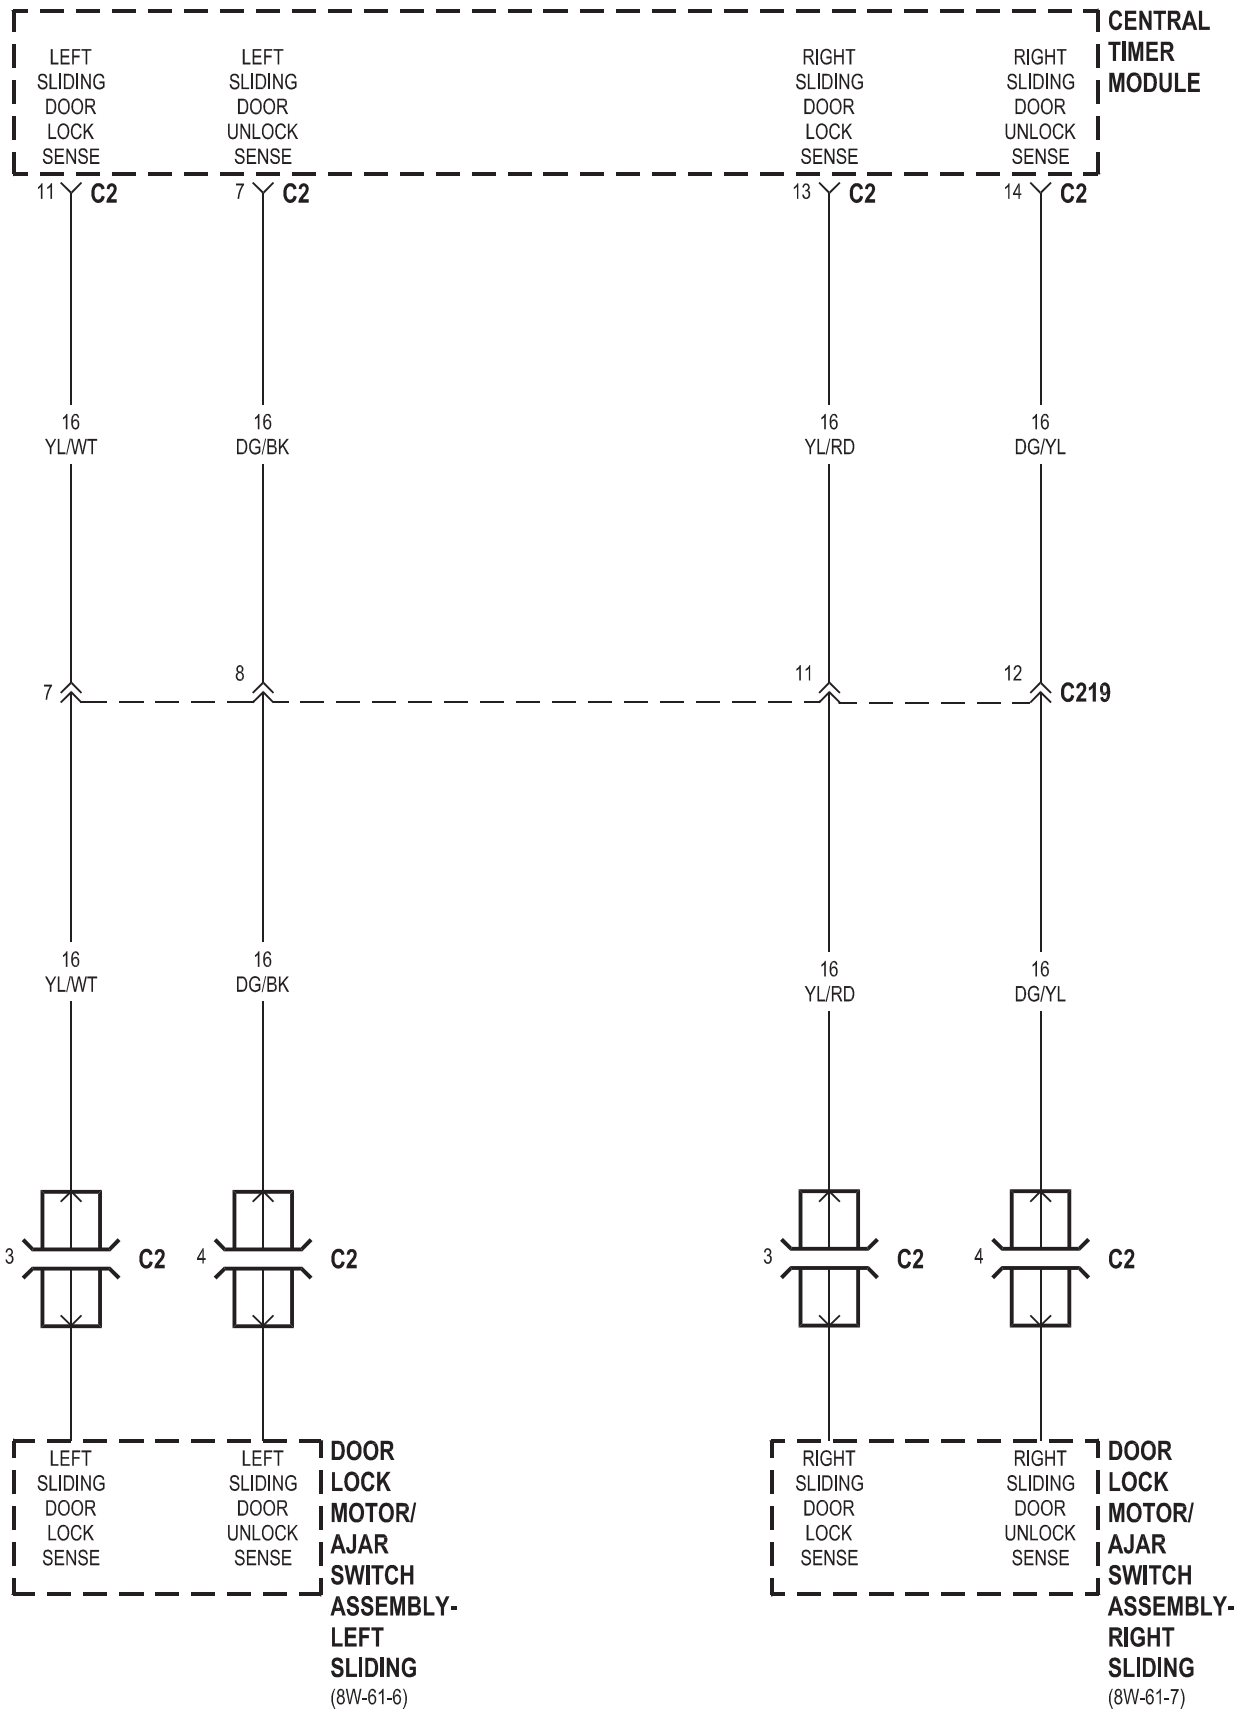 LEFT
SLIDING
DOOR
LOCK
SENSE
LEFT
SLIDING
DOOR
UNLOCK
SENSE
RIGHT
SLIDING
DOOR
LOCK
SENSE
RIGHT
SLIDING
DOOR
UNLOCK
SENSE
CENTRAL
TIMER
MODULE
11 C2
7 C2
13 C2
14 C2
16
YL/WT
16
DG/BK
16
YL/RD
16
DG/YL
7
8
11
12
C219
16
YL/WT
16
DG/BK
16
YL/RD
16
DG/YL
3 C2
4 C2
3 C2
4 C2
LEFT
SLIDING
DOOR
LOCK
SENSE
LEFT
SLIDING
DOOR
UNLOCK
SENSE
DOOR
LOCK
MOTOR/
AJAR
SWITCH
ASSEMBLY-
LEFT
SLIDING
(8W-61-6)
RIGHT
SLIDING
DOOR
LOCK
SENSE
RIGHT
SLIDING
DOOR
UNLOCK
SENSE
DOOR
LOCK
MOTOR/
AJAR
SWITCH
ASSEMBLY-
RIGHT
SLIDING
(8W-61-7)